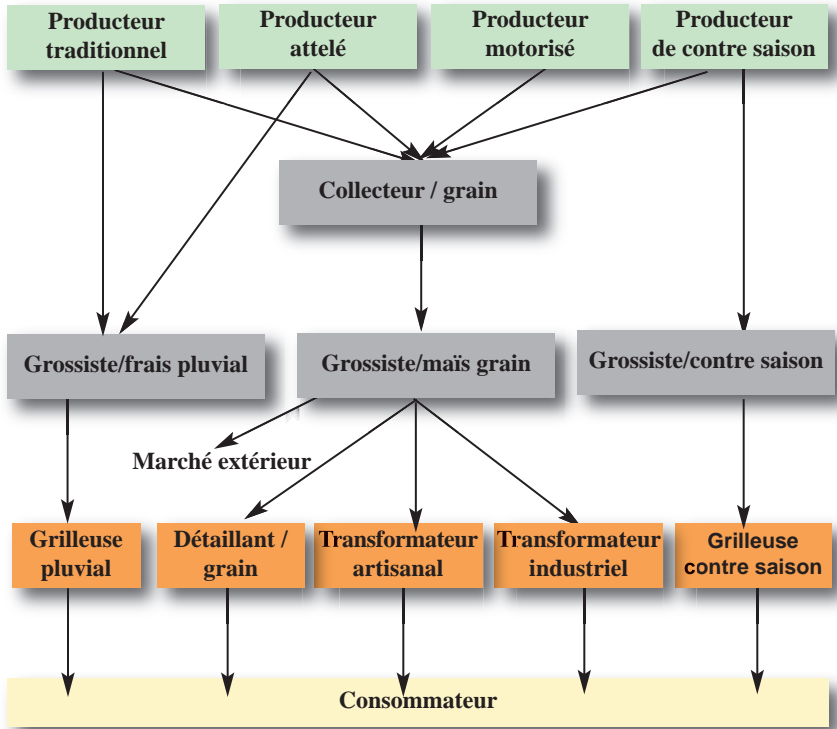 Producteur
traditionnel
Producteur
attelé
Producteur
motorisé
Producteur
de contre saison
Collecteur / grain
Grossiste/frais pluvial
Grossiste/maïs grain
Grossiste/contre saison
Marché extérieur
Grilleuse
pluvial
Détaillant /
grain
Transformateur
artisanal
Transformateur
industriel
Grilleuse
contre saison
Consommateur